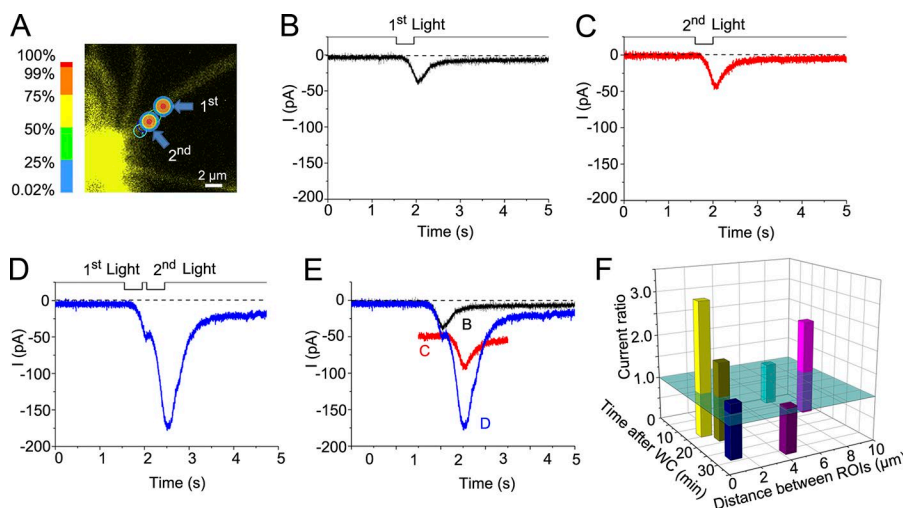 A
100%
99%
75%
50%
25%
0.02%
1st
2nd
2 µm
B
1st Light
0
-50
-100
-150
-200
I (pA)
0 1 2 3 4 5
Time (s)
C
2nd Light
0
-50
-100
-150
-200
I (pA)
0 1 2 3 4 5
Time (s)
D
1st Light 2nd Light
0
-50
-100
-150
-200
I (pA)
0 1 2 3 4 5
Time (s)
E
0
-50
-100
-150
-200
I (pA)
B
C
D
0 1 2 3 4 5
Time (s)
F
3.0
2.0
1.0
0
Current ratio
10
20
30
Time after WC (min)
0 2 4 6 8 10
Distance between ROIs (µm)